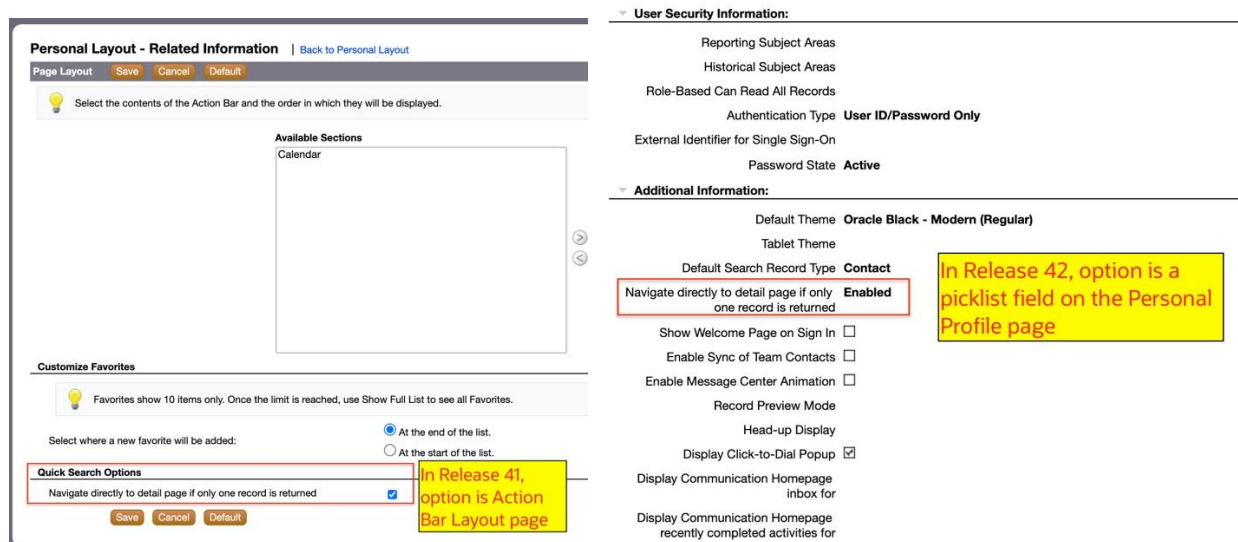 Personal Layout - Related Information | Back to Personal Layout
Page Layout Save Cancel Default
Select the contents of the Action Bar and the order in which they will be displayed.
Available Sections
Calendar
Customize Favorites
Favorites show 10 items only. Once the limit is reached, use Show Full List to see all Favorites.
Select where a new favorite will be added:
At the end of the list.
At the start of the list.
Quick Search Options
Navigate directly to detail page if only one record is returned
Save Cancel Default
In Release 41,
option is Action
Bar Layout page
User Security Information:
Reporting Subject Areas
Historical Subject Areas
Role-Based Can Read All Records
Authentication Type User ID/Password Only
External Identifier for Single Sign-On
Password State Active
Additional Information:
Default Theme Oracle Black - Modern (Regular)
Tablet Theme
Default Search Record Type Contact
Navigate directly to detail page if only Enabled
one record is returned
Show Welcome Page on Sign In
Enable Sync of Team Contacts
Enable Message Center Animation
Record Preview Mode
Head-up Display
Display Click-to-Dial Popup
Display Communication Homepage
inbox for
Display Communication Homepage
recently completed activities for
In Release 42, option is a
picklist field on the Personal
Profile page